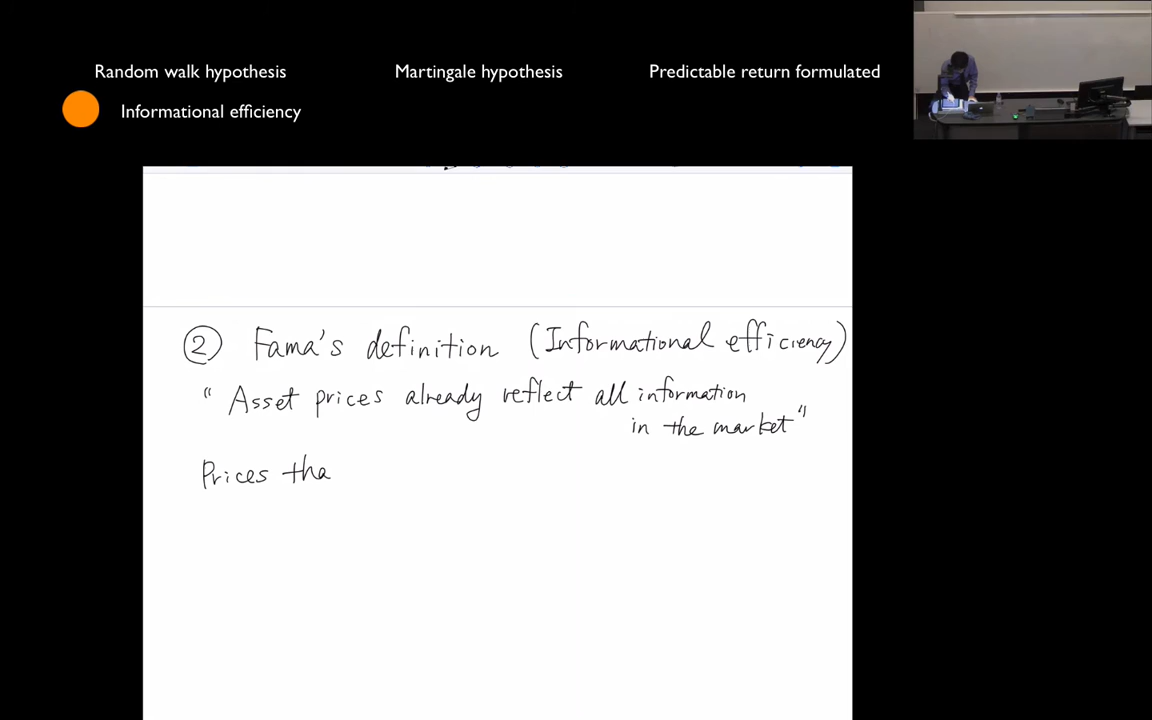 Random walk hypothesis
Martingale hypothesis
Predictable return formulated
Informational efficiency
② Fama's definition (Informational efficiency)
" Asset prices already reflect all information
in the market "
Prices tha